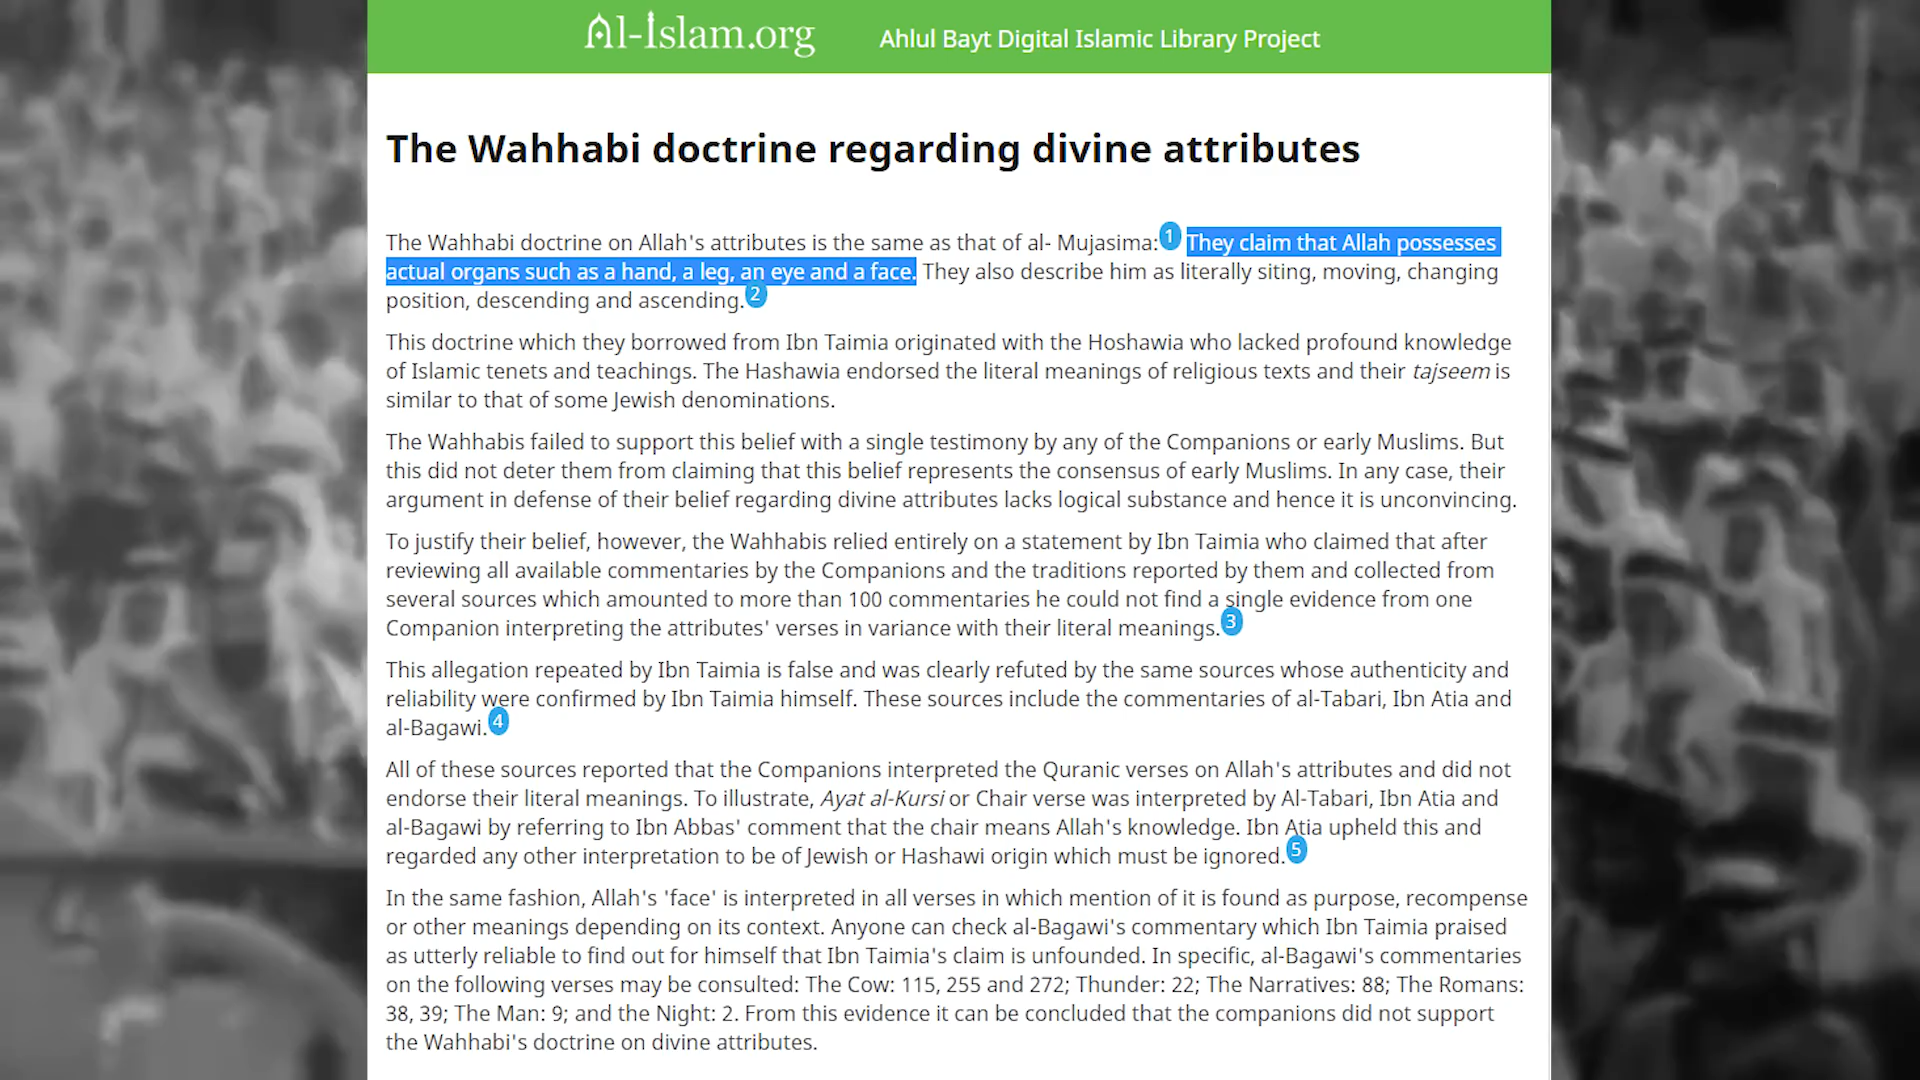 Al-Islam.org
Ahlul Bayt Digital Islamic Library Project
The Wahhabi doctrine regarding divine attributes
The Wahhabi doctrine on Allah's attributes is the same as that of al- Mujasima:1 They claim that Allah possesses
actual organs such as a hand, a leg, an eye and a face. They also describe him as literally siting, moving, changing
position, descending and ascending.2
This doctrine which they borrowed from Ibn Taimia originated with the Hoshawia who lacked profound knowledge
of Islamic tenets and teachings. The Hashawia endorsed the literal meanings of religious texts and their tajseem is
similar to that of some Jewish denominations.
The Wahhabis failed to support this belief with a single testimony by any of the Companions or early Muslims. But
this did not deter them from claiming that this belief represents the consensus of early Muslims. In any case, their
argument in defense of their belief regarding divine attributes lacks logical substance and hence it is unconvincing.
To justify their belief, however, the Wahhabis relied entirely on a statement by Ibn Taimia who claimed that after
reviewing all available commentaries by the Companions and the traditions reported by them and collected from
several sources which amounted to more than 100 commentaries he could not find a single evidence from one
Companion interpreting the attributes' verses in variance with their literal meanings.3
This allegation repeated by Ibn Taimia is false and was clearly refuted by the same sources whose authenticity and
reliability were confirmed by Ibn Taimia himself. These sources include the commentaries of al-Tabari, Ibn Atia and
al-Bagawi.4
All of these sources reported that the Companions interpreted the Quranic verses on Allah's attributes and did not
endorse their literal meanings. To illustrate, Ayat al-Kursi or Chair verse was interpreted by Al-Tabari, Ibn Atia and
al-Bagawi by referring to Ibn Abbas' comment that the chair means Allah's knowledge. Ibn Atia upheld this and
regarded any other interpretation to be of Jewish or Hashawi origin which must be ignored.5
In the same fashion, Allah's 'face' is interpreted in all verses in which mention of it is found as purpose, recompense
or other meanings depending on its context. Anyone can check al-Bagawi's commentary which Ibn Taimia praised
as utterly reliable to find out for himself that Ibn Taimia's claim is unfounded. In specific, al-Bagawi's commentaries
on the following verses may be consulted: The Cow: 115, 255 and 272; Thunder: 22; The Narratives: 88; The Romans:
38, 39; The Man: 9; and the Night: 2. From this evidence it can be concluded that the companions did not support
the Wahhabi's doctrine on divine attributes.